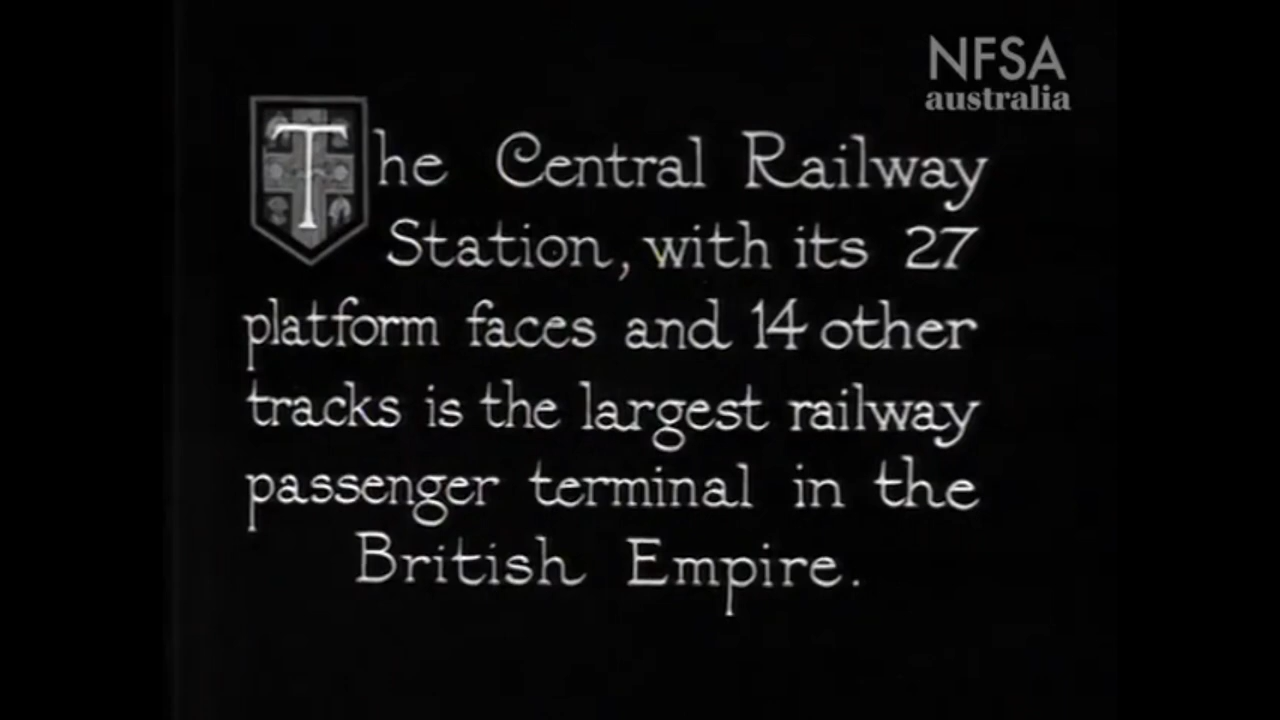 NFSA
australia
The Central Railway
Station, with its 27
platform faces and 14 other
tracks is the largest railway
passenger terminal in the
British Empire.